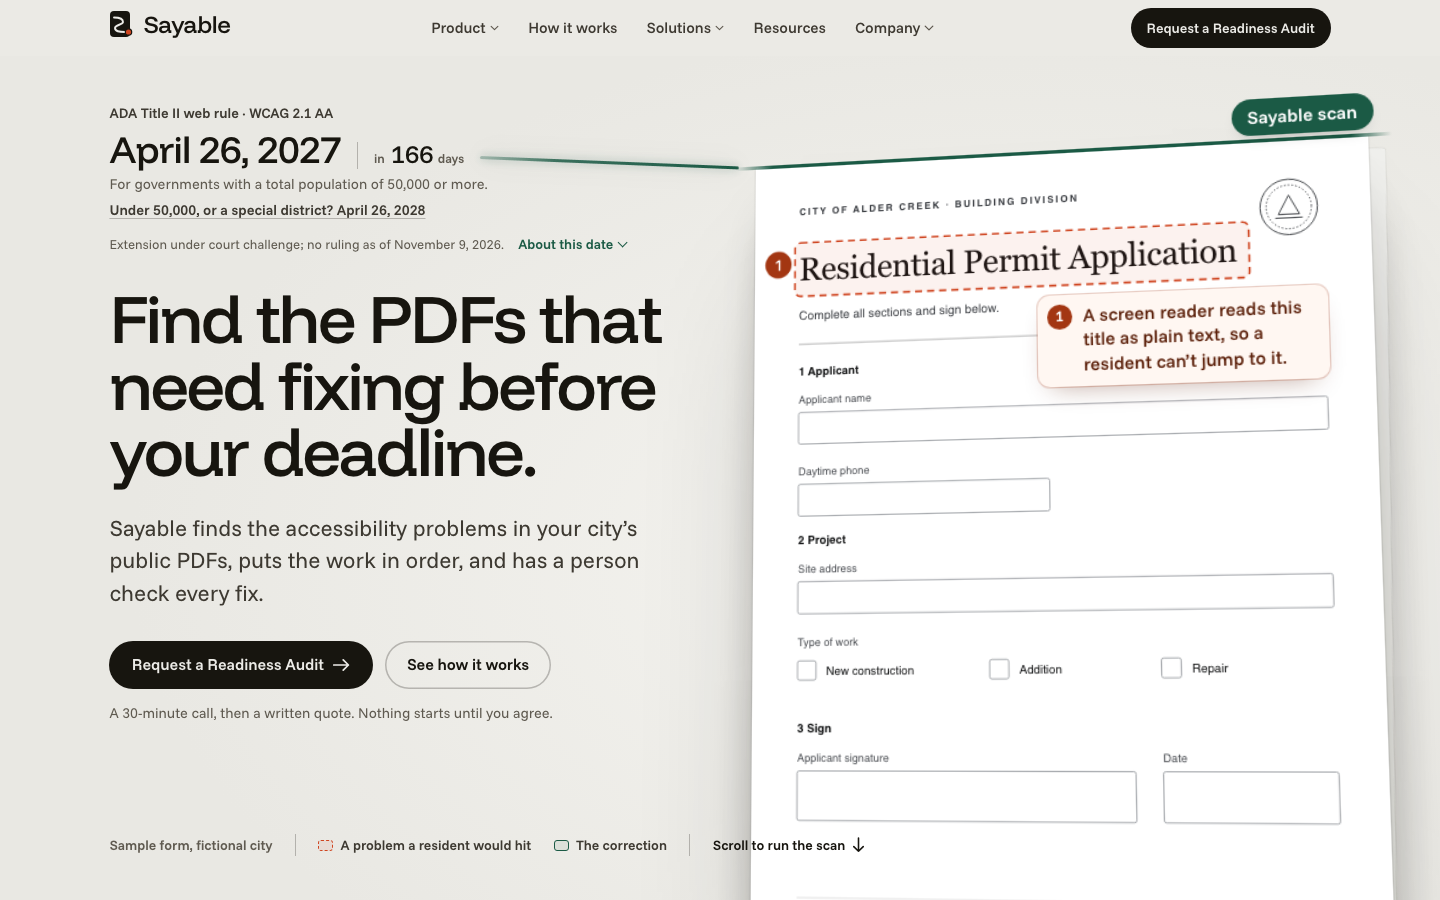 Sayable
Product
How it works
Solutions
Resources
Company
Request a Readiness Audit
ADA Title II web rule · WCAG 2.1 AA
April 26, 2027
in 166 days
For governments with a total population of 50,000 or more.
Under 50,000, or a special district? April 26, 2028
Extension under court challenge; no ruling as of November 9, 2026.
About this date
Find the PDFs that
need fixing before
your deadline.
Sayable finds the accessibility problems in your city’s
public PDFs, puts the work in order, and has a person
check every fix.
Request a Readiness Audit →
See how it works
A 30-minute call, then a written quote. Nothing starts until you agree.
Sayable scan
CITY OF ALDER CREEK · BUILDING DIVISION
1
Residential Permit Application
Complete all sections and sign below.
1
A screen reader reads this
title as plain text, so a
resident can’t jump to it.
1 Applicant
Applicant name
Daytime phone
2 Project
Site address
Type of work
New construction
Addition
Repair
3 Sign
Applicant signature
Date
Sample form, fictional city
A problem a resident would hit
The correction
Scroll to run the scan ↓